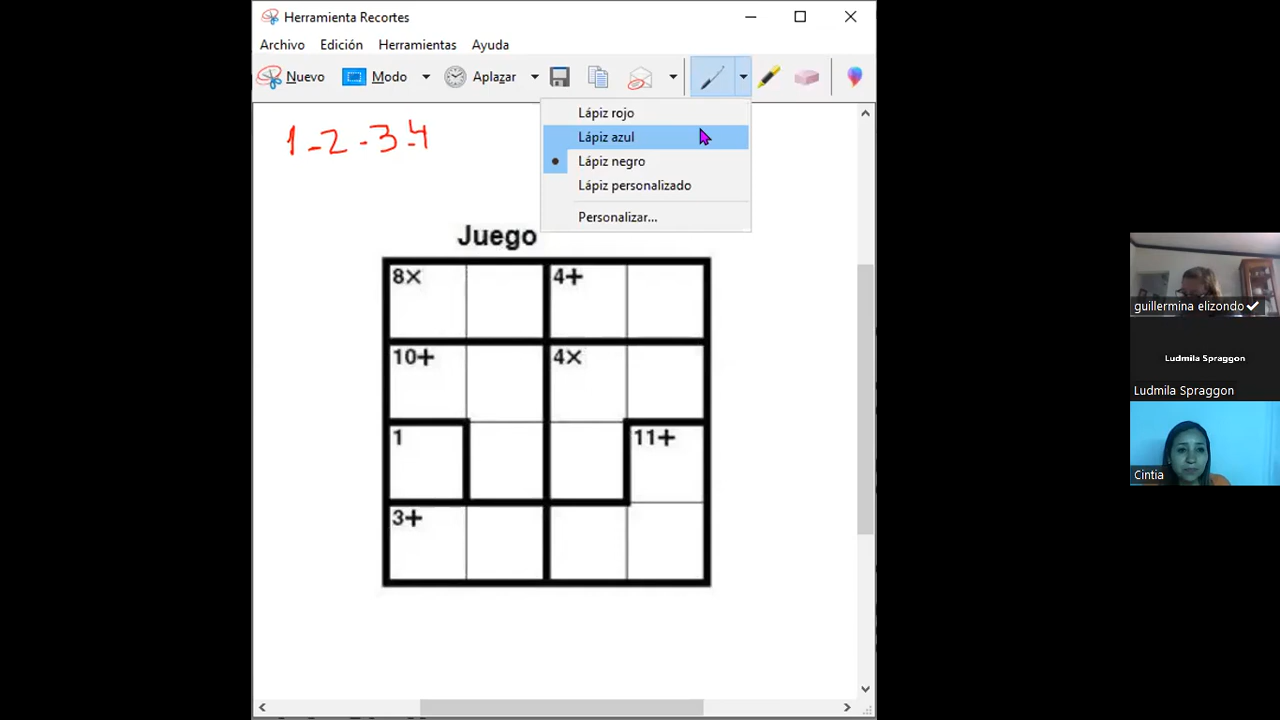 Herramienta Recortes
Archivo Edición Herramientas Ayuda
Nuevo Modo Aplazar
Lápiz rojo
Lápiz azul
Lápiz negro
Lápiz personalizado
Personalizar...
1-2-3-4
Juego
8× 4+
10+ 4×
1 11+
3+
guillermina elizondo
Ludmila Spraggon
Ludmila Spraggon
Cintia